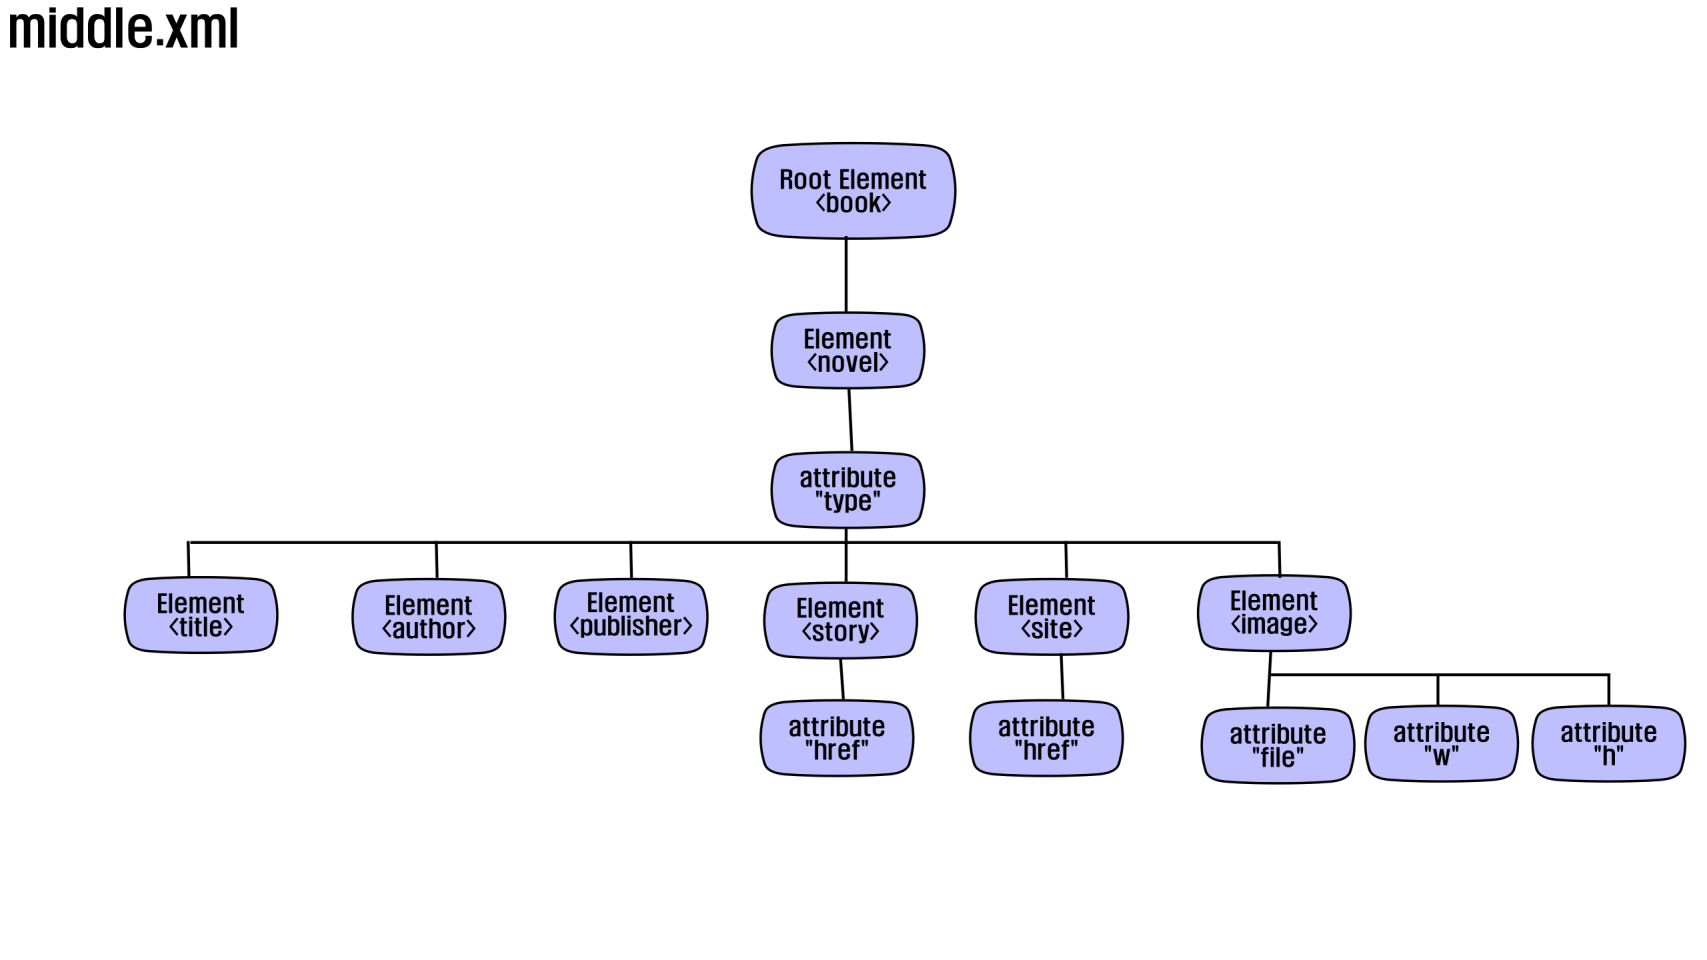 middle.xml
Root Element
<book>
Element
<novel>
attribute
"type"
Element
<title>
Element
<author>
Element
<publisher>
Element
<story>
Element
<site>
Element
<image>
attribute
"href"
attribute
"href"
attribute
"file"
attribute
"w"
attribute
"h"